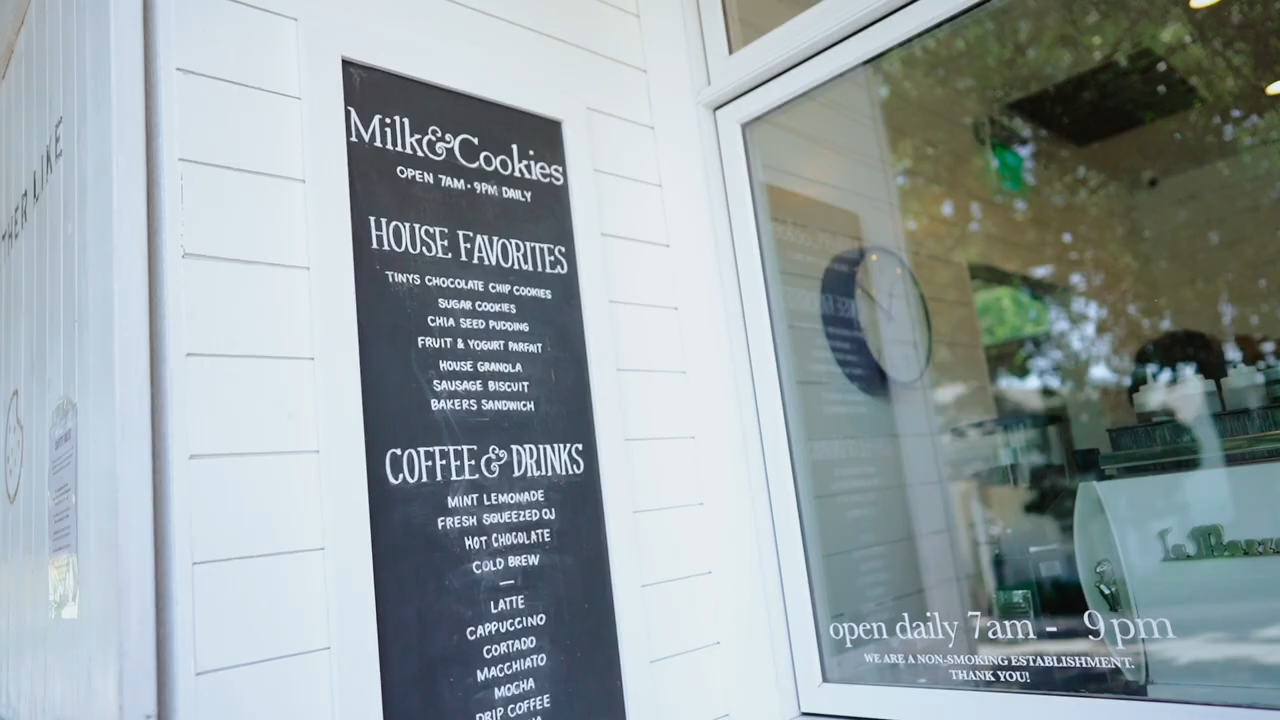 THER LIKE
Milk&Cookies
OPEN 7AM·9PM DAILY
HOUSE FAVORITES
TINYS CHOCOLATE CHIP COOKIES
SUGAR COOKIES
CHIA SEED PUDDING
FRUIT & YOGURT PARFAIT
HOUSE GRANOLA
SAUSAGE BISCUIT
BAKERS SANDWICH
COFFEE & DRINKS
MINT LEMONADE
FRESH SQUEEZED OJ
HOT CHOCOLATE
COLD BREW
—
LATTE
CAPPUCCINO
CORTADO
MACCHIATO
MOCHA
DRIP COFFEE
open daily 7am - 9pm
WE ARE A NON-SMOKING ESTABLISHMENT.
THANK YOU!